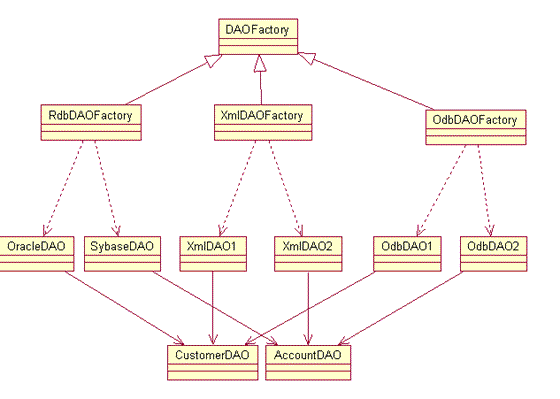 DAOFactory
RdbDAOFactory
XmlDAOFactory
OdbDAOFactory
OracleDAO
SybaseDAO
XmlDAO1
XmlDAO2
OdbDAO1
OdbDAO2
CustomerDAO
AccountDAO